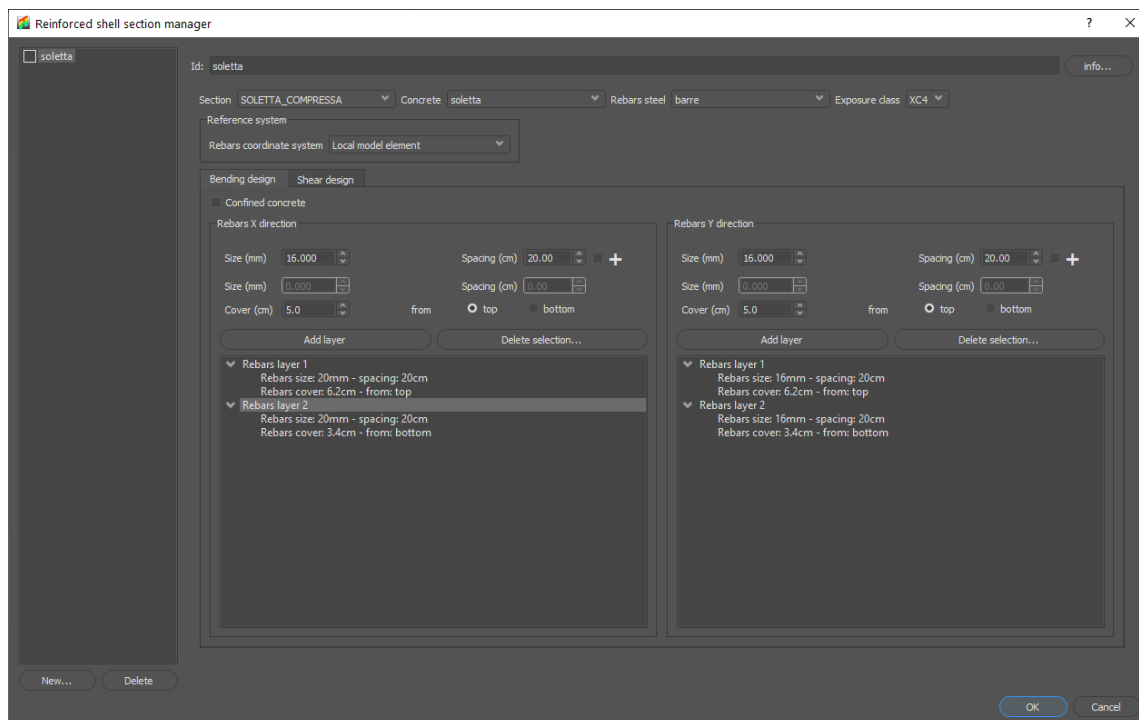 Reinforced shell section manager
? ×
soletta
Id: soletta info...
Section SOLETTA_COMPRESSA Concrete soletta Rebars steel barre Exposure class XC4
Reference system
Rebars coordinate system Local model element
Bending design Shear design
Confined concrete
Rebars X direction
Size (mm) 16.000 Spacing (cm) 20.00 +
Size (mm) 0.000 Spacing (cm) 0.00
Cover (cm) 5.0 from top bottom
Add layer Delete selection...
Rebars layer 1
Rebars size: 20mm - spacing: 20cm
Rebars cover: 6.2cm - from: top
Rebars layer 2
Rebars size: 20mm - spacing: 20cm
Rebars cover: 3.4cm - from: bottom
Rebars Y direction
Size (mm) 16.000 Spacing (cm) 20.00 +
Size (mm) 0.000 Spacing (cm) 0.00
Cover (cm) 5.0 from top bottom
Add layer Delete selection...
Rebars layer 1
Rebars size: 16mm - spacing: 20cm
Rebars cover: 6.2cm - from: top
Rebars layer 2
Rebars size: 16mm - spacing: 20cm
Rebars cover: 3.4cm - from: bottom
New... Delete
OK Cancel